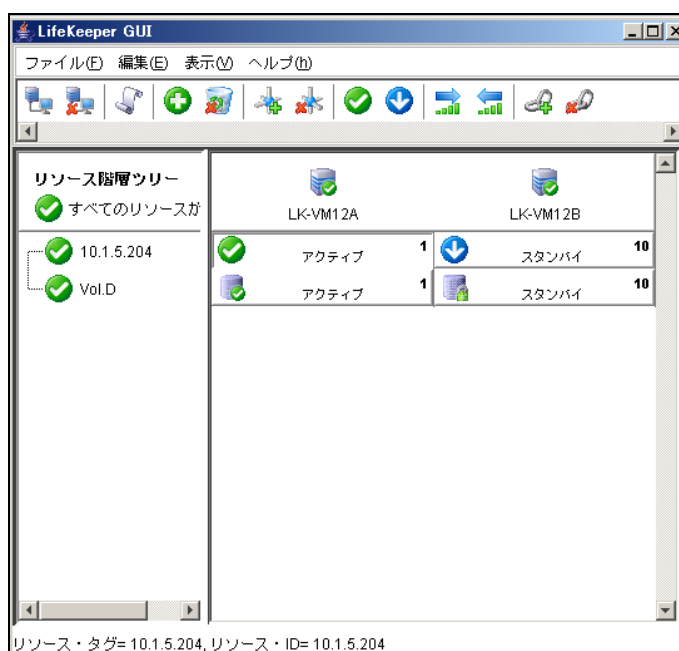 LifeKeeper GUI
ファイル(F) 編集(E) 表示(V) ヘルプ(h)
リソース階層ツリー
すべてのリソースが
LK-VM12A
LK-VM12B
10.1.5.204
アクティブ 1
スタンバイ 10
Vol.D
アクティブ 1
スタンバイ 10
リソース・タグ= 10.1.5.204, リソース・ID= 10.1.5.204